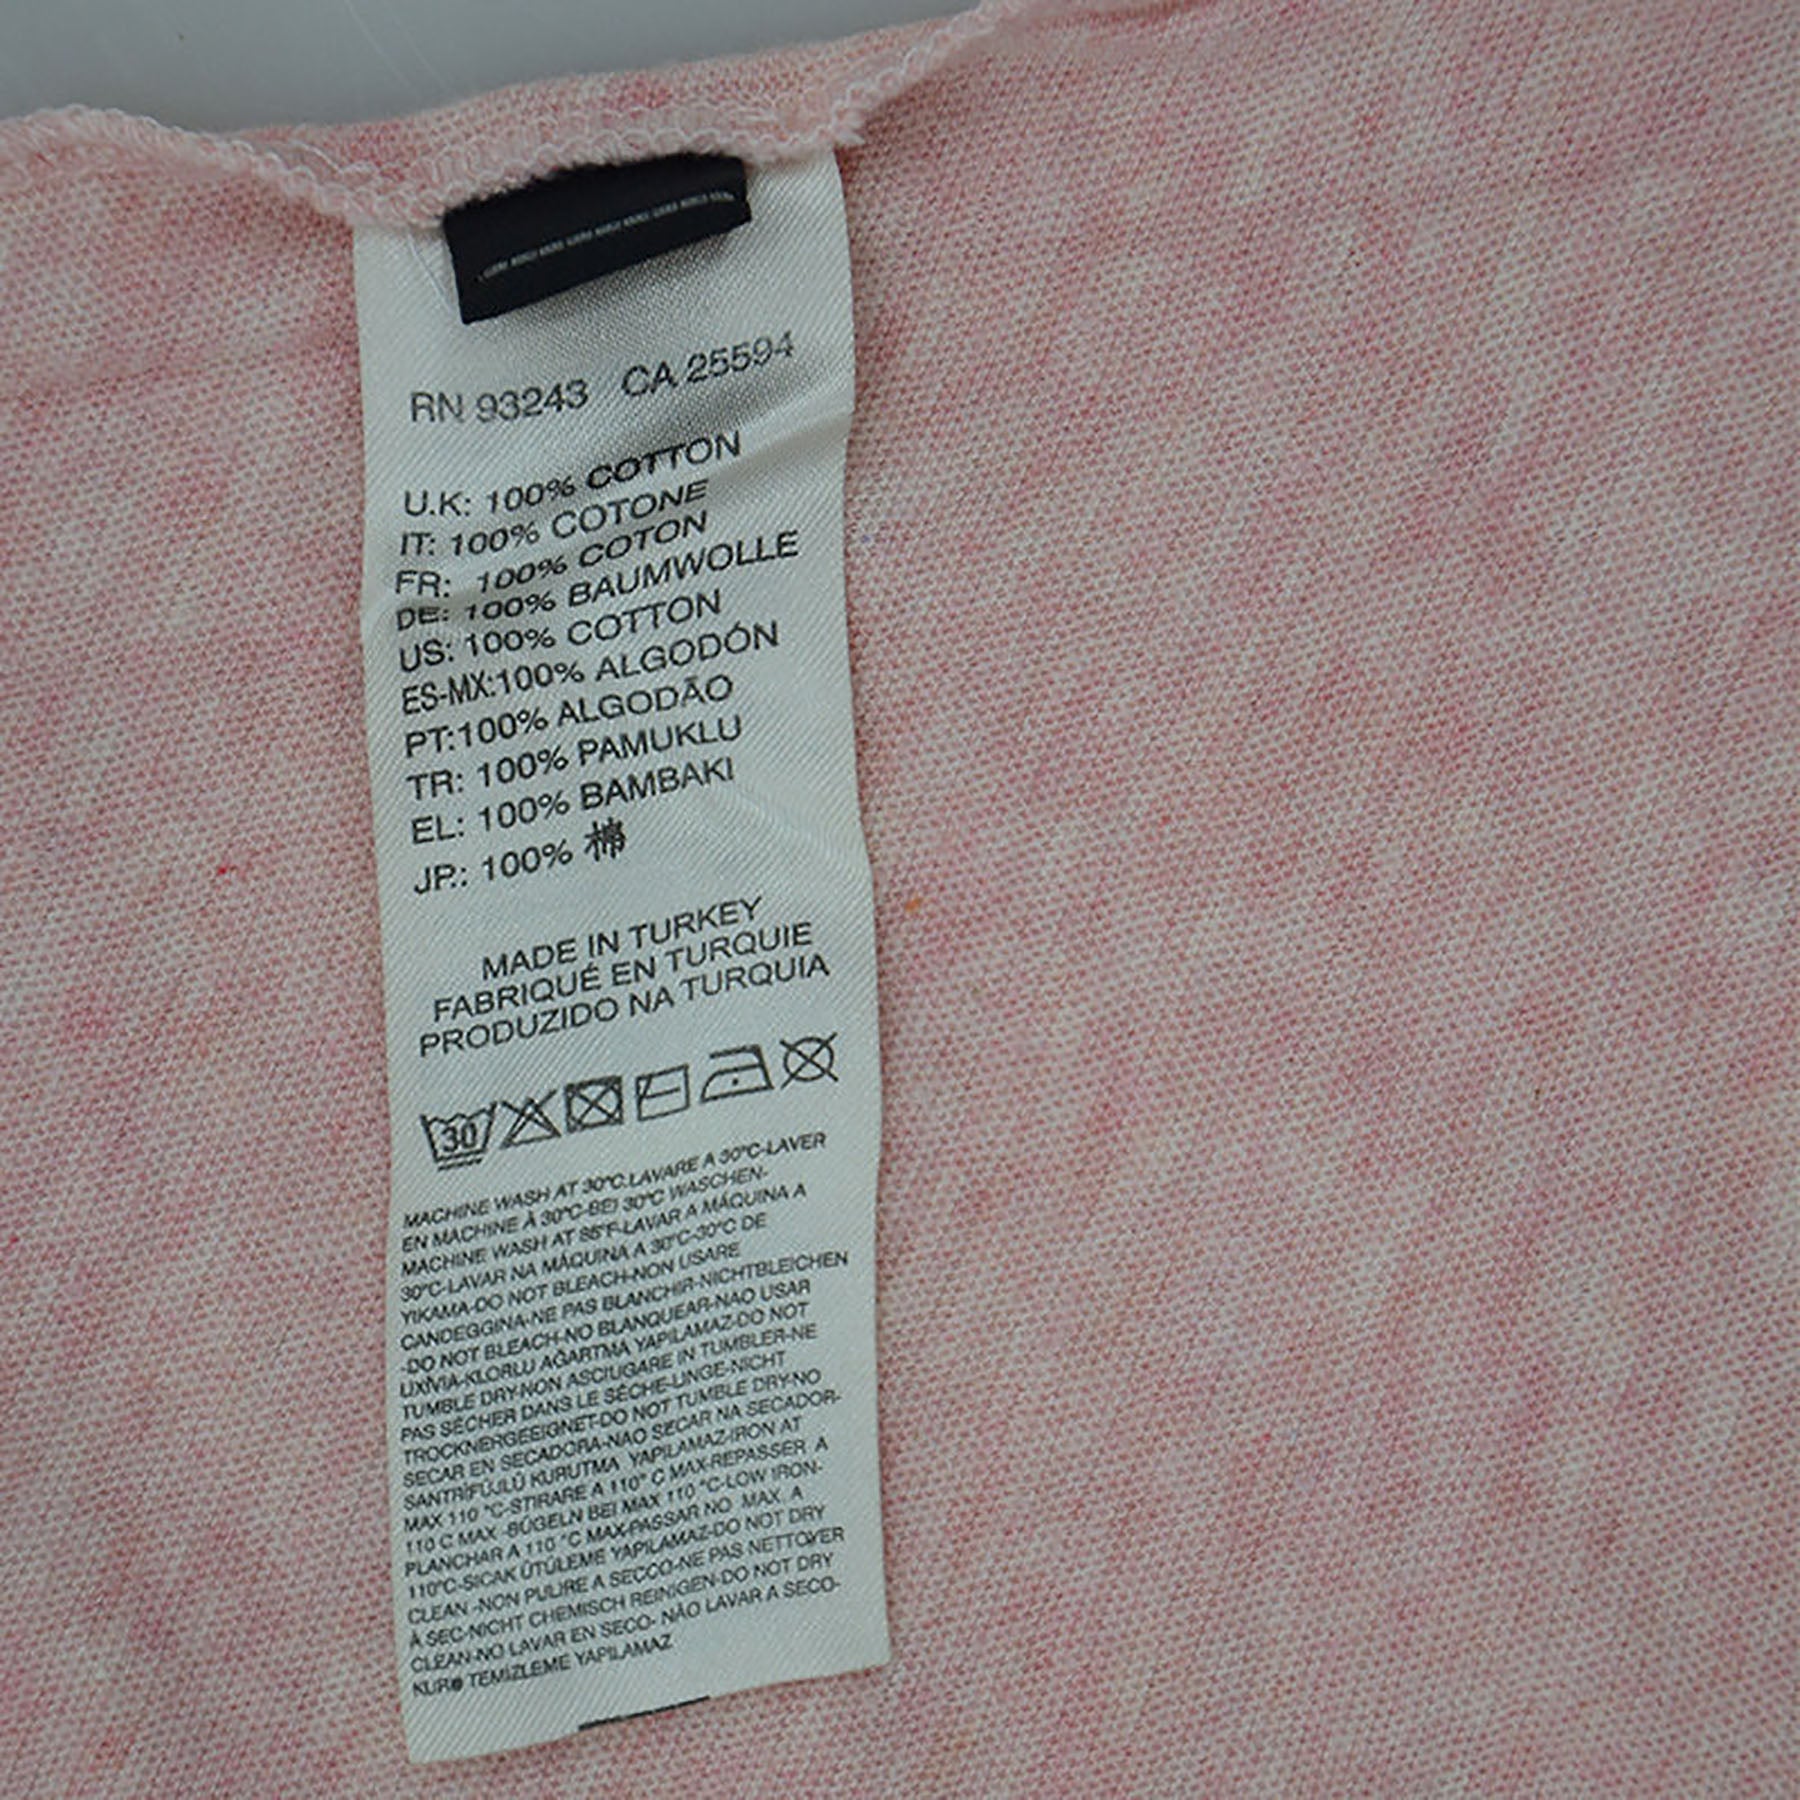 RN 93243 CA 25594
U.K: 100% COTTON
IT: 100% COTONE
FR: 100% COTON
DE: 100% BAUMWOLLE
US: 100% COTTON
ES-MX:100% ALGODÓN
PT:100% ALGODÃO
TR: 100% PAMUKLU
EL: 100% BAMBAKI
JP.: 100% 棉
MADE IN TURKEY
FABRIQUÉ EN TURQUIE
PRODUZIDO NA TURQUIA
30
MACHINE WASH AT 30°C.LAVARE A 30°C-LAVER
EN MACHINE À 30°C-BEI 30°C WASCHEN-
MACHINE WASH AT 85°F-LAVAR A MÁQUINA A
30°C-LAVAR NA MÁQUINA A 30°C-30°C DE
YIKAMA-DO NOT BLEACH-NON USARE
CANDEGGINA-NE PAS BLANCHIR-NICHTBLEICHEN
-DO NOT BLEACH-NO BLANQUEAR-NAO USAR
LIXÍVIA-KLORLU AĞARTMA YAPILAMAZ-DO NOT
TUMBLE DRY-NON ASCIUGARE IN TUMBLER-NE
PAS SÉCHER DANS LE SÈCHE-LINGE-NICHT
TROCKNERGEEIGNET-DO NOT TUMBLE DRY-NO
SECAR EN SECADORA-NAO SECAR NA SECADOR-
SANTRİFÜJLÜ KURUTMA YAPILAMAZ-IRON AT
MAX 110 °C-STIRARE A 110° C MAX-REPASSER A
110 C MAX -BÜGELN BEI MAX 110 °C-LOW IRON-
PLANCHAR A 110 °C MAX-PASSAR NO MAX. A
110°C-SICAK ÜTÜLEME YAPILAMAZ-DO NOT DRY
CLEAN -NON PULIRE A SECCO-NE PAS NETTOYER
À SEC-NICHT CHEMISCH REINIGEN-DO NOT DRY
CLEAN-NO LAVAR EN SECO- NÃO LAVAR A SECO-
TEMİZLEME YAPILAMAZ